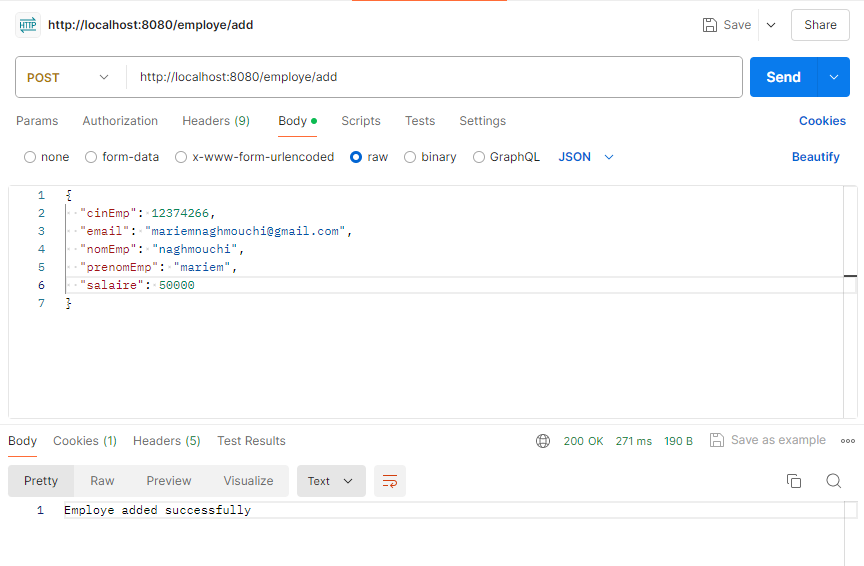 HTTP http://localhost:8080/employe/add Save Share
POST http://localhost:8080/employe/add Send
Params Authorization Headers (9) Body Scripts Tests Settings Cookies
none form-data x-www-form-urlencoded raw binary GraphQL JSON Beautify
1 {
2 "cinEmp": 12374266,
3 "email": "mariemnaghmouchi@gmail.com",
4 "nomEmp": "naghmouchi",
5 "prenomEmp": "mariem",
6 "salaire": 50000
7 }
Body Cookies (1) Headers (5) Test Results 200 OK 271 ms 190 B Save as example
Pretty Raw Preview Visualize Text
1 Employe added successfully